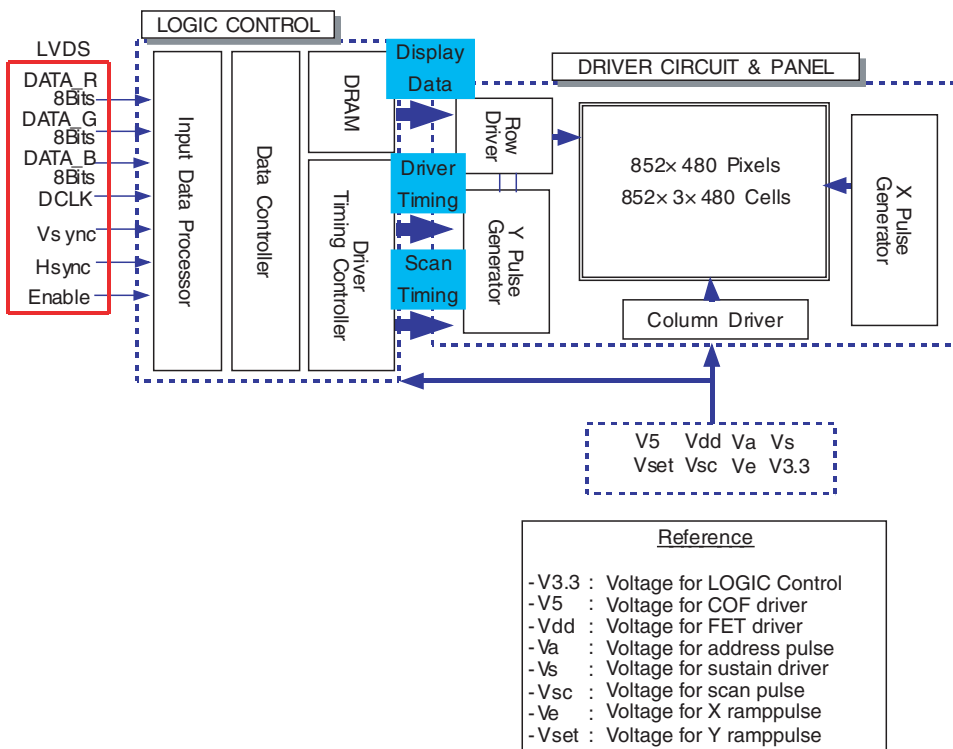 LOGIC CONTROL
LVDS
DATA_R
8Bits
DATA_G
8Bits
DATA_B
8Bits
DCLK
Vsync
Hsync
Enable
Input Data Processor
Data Controller
DRAM
Driver
Timing Controller
Display
Data
Driver
Timing
Scan
Timing
DRIVER CIRCUIT & PANEL
Row
Driver
Y Pulse
Generator
852×480 Pixels
852×3×480 Cells
X Pulse
Generator
Column Driver
V5 Vdd Va Vs
Vset Vsc Ve V3.3
Reference
-V3.3 : Voltage for LOGIC Control
-V5 : Voltage for COF driver
-Vdd : Voltage for FET driver
-Va : Voltage for address pulse
-Vs : Voltage for sustain driver
-Vsc : Voltage for scan pulse
-Ve : Voltage for X ramppulse
-Vset : Voltage for Y ramppulse